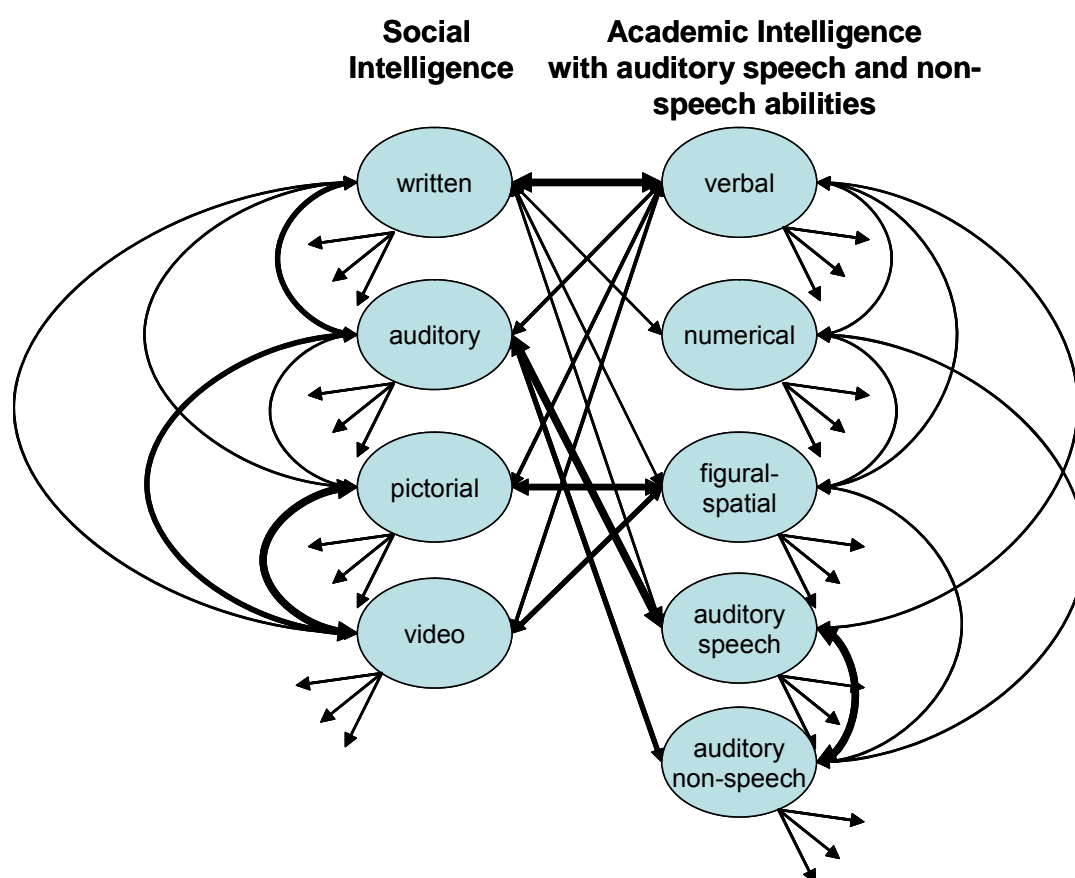 Social
Intelligence
Academic Intelligence
with auditory speech and non-
speech abilities
written
verbal
auditory
numerical
pictorial
figural-
spatial
video
auditory
speech
auditory
non-speech